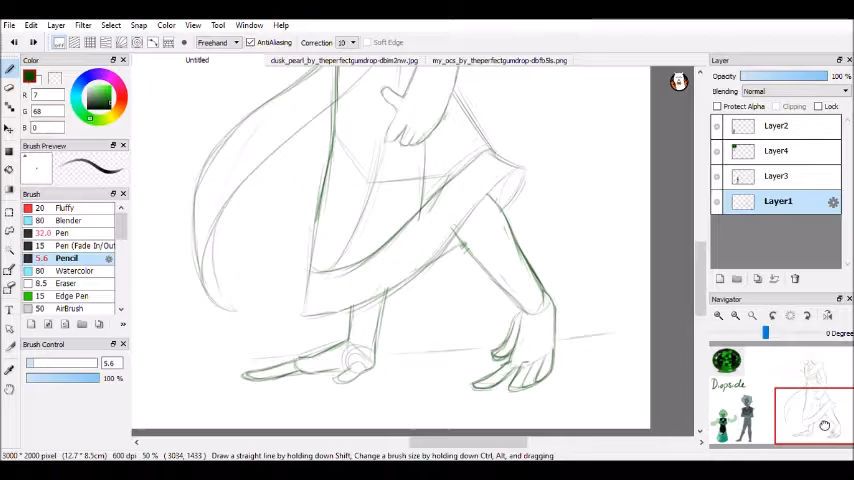 File Edit Layer Filter Select Snap Color View Tool Window Help
OFF Freehand AntiAliasing Correction 10 Soft Edge
Color
Untitled dusk_pearl_by_theperfectgumdrop-dbim2nw.jpg my_ocs_by_theperfectgumdrop-dbfb5ls.png
Layer
R 7
G 68
B 0
Opacity 100 %
Blending Normal
Protect Alpha Clipping Lock
Layer2
Layer4
Layer3
Layer1
Brush Preview
Brush
20 Fluffy
80 Blender
32.0 Pen
15 Pen (Fade In/Out)
5.6 Pencil
80 Watercolor
8.5 Eraser
15 Edge Pen
50 AirBrush
Brush Control
5.6
100 %
Navigator
0 Degree
Diopside
3000 * 2000 pixel (12.7 * 8.5cm) 600 dpi 50 % ( 3034, 1433 ) Draw a straight line by holding down Shift, Change a brush size by holding down Ctrl, Alt, and dragging